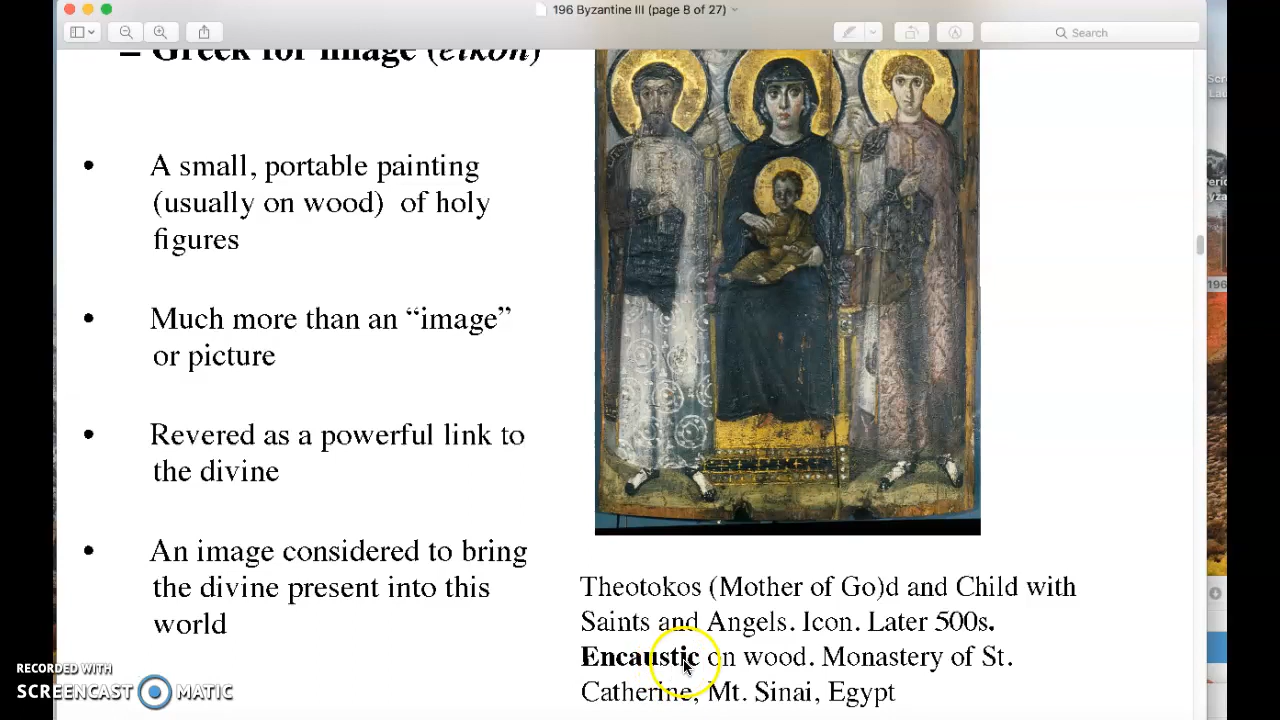 196 Byzantine III (page 8 of 27)
Search
= Greek for image (eikon)
• A small, portable painting
(usually on wood) of holy
figures
• Much more than an “image”
or picture
• Revered as a powerful link to
the divine
• An image considered to bring
the divine present into this
world
Theotokos (Mother of Go)d and Child with
Saints and Angels. Icon. Later 500s.
Encaustic on wood. Monastery of St.
Catherine, Mt. Sinai, Egypt
RECORDED WITH
SCREENCAST MATIC